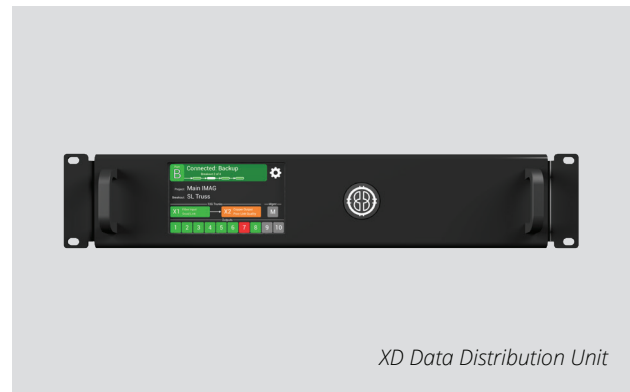 B
Connected: Backup
Project: Main IMAG
SL Truss
X1
X2
M
1 2 3 4 5 6 7 8 9 10
XD Data Distribution Unit